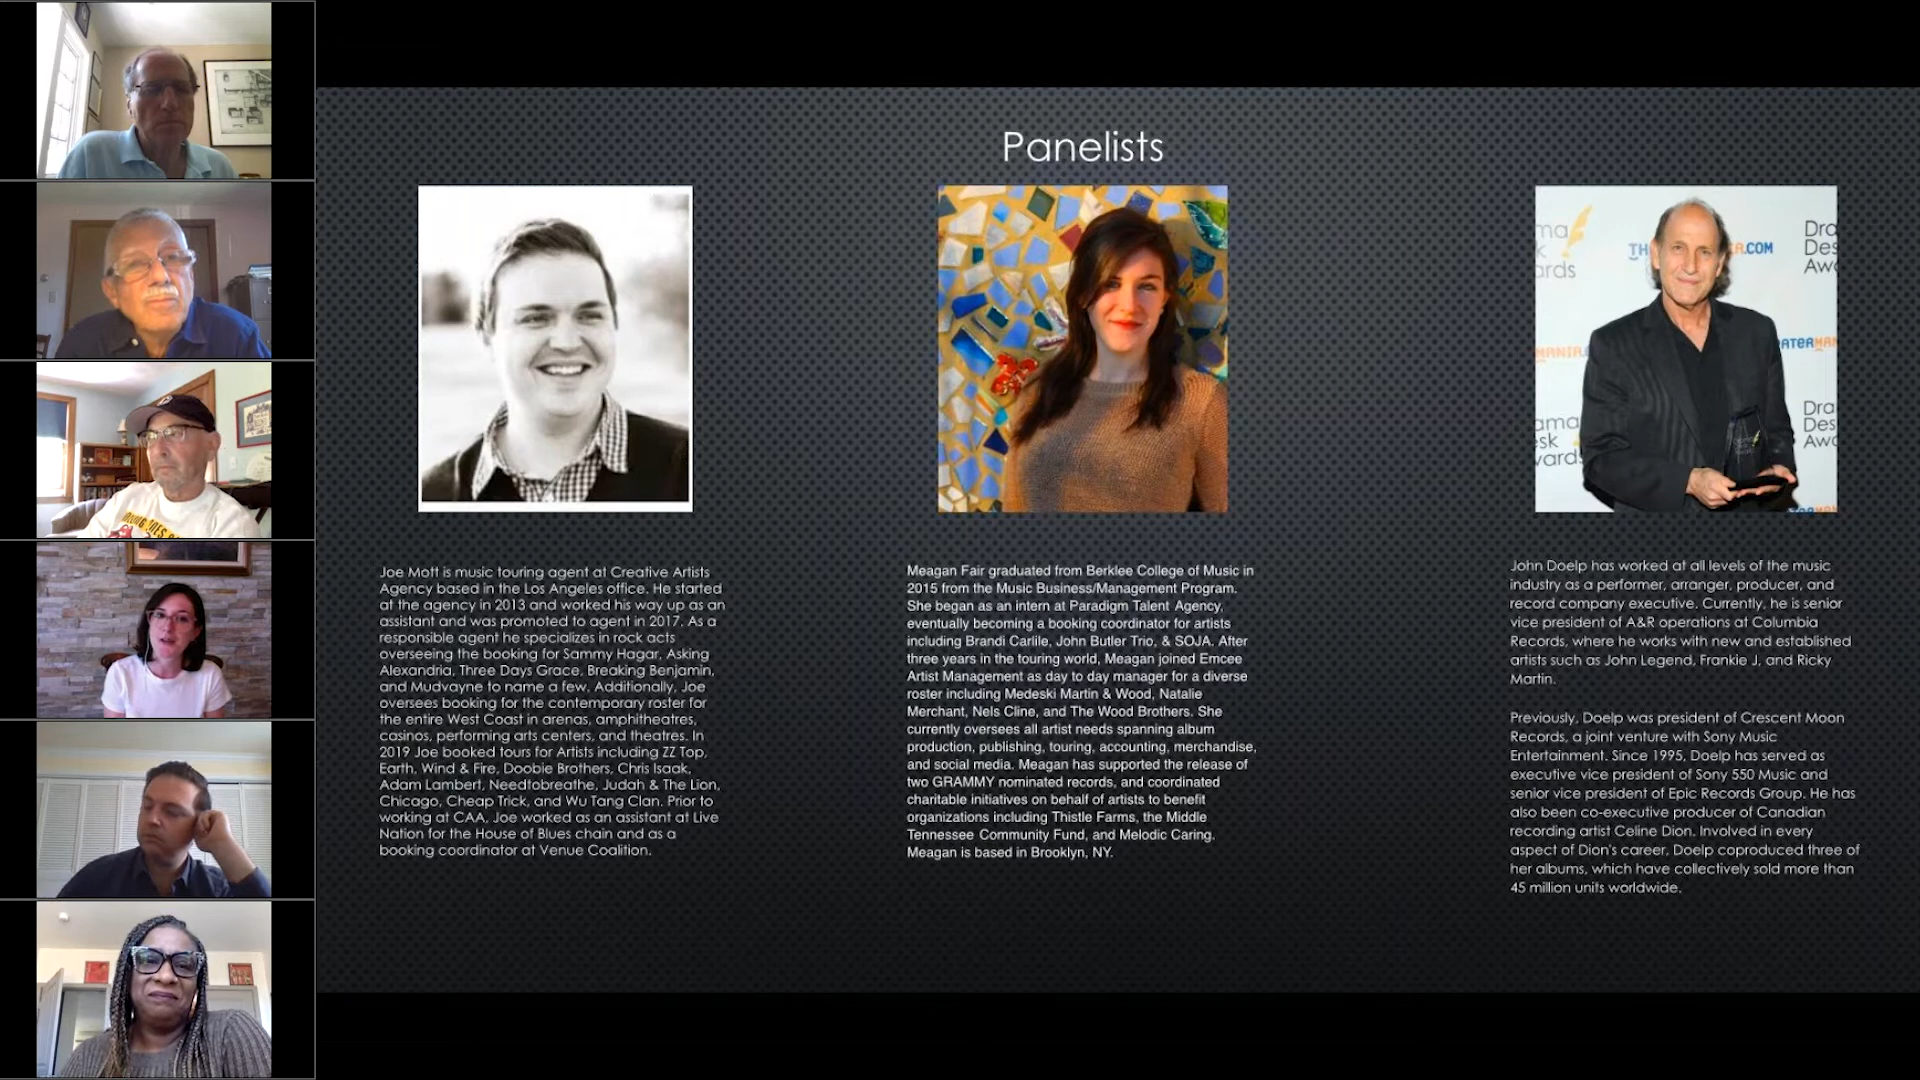 Panelists
ma
sk
ards
TH
R.COM
Dra
Des
Awa
MANIA.
ATERMAN
ama
esk
wards
Dra
Des
Awa
Joe Mott is music touring agent at Creative Artists
Agency based in the Los Angeles office. He started
at the agency in 2013 and worked his way up as an
assistant and was promoted to agent in 2017. As a
responsible agent he specializes in rock acts
overseeing the booking for Sammy Hagar, Asking
Alexandria, Three Days Grace, Breaking Benjamin,
and Mudvayne to name a few. Additionally, Joe
oversees booking for the contemporary roster for
the entire West Coast in arenas, amphitheatres,
casinos, performing arts centers, and theatres. In
2019 Joe booked tours for Artists including ZZ Top,
Earth, Wind & Fire, Doobie Brothers, Chris Isaak,
Adam Lambert, Needtobreathe, Judah & The Lion,
Chicago, Cheap Trick, and Wu Tang Clan. Prior to
working at CAA, Joe worked as an assistant at Live
Nation for the House of Blues chain and as a
booking coordinator at Venue Coalition.
Meagan Fair graduated from Berklee College of Music in
2015 from the Music Business/Management Program.
She began as an intern at Paradigm Talent Agency,
eventually becoming a booking coordinator for artists
including Brandi Carlile, John Butler Trio, & SOJA. After
three years in the touring world, Meagan joined Emcee
Artist Management as day to day manager for a diverse
roster including Medeski Martin & Wood, Natalie
Merchant, Nels Cline, and The Wood Brothers. She
currently oversees all artist needs spanning album
production, publishing, touring, accounting, merchandise,
and social media. Meagan has supported the release of
two GRAMMY nominated records, and coordinated
charitable initiatives on behalf of artists to benefit
organizations including Thistle Farms, the Middle
Tennessee Community Fund, and Melodic Caring.
Meagan is based in Brooklyn, NY.
John Doelp has worked at all levels of the music
industry as a performer, arranger, producer, and
record company executive. Currently, he is senior
vice president of A&R operations at Columbia
Records, where he works with new and established
artists such as John Legend, Frankie J, and Ricky
Martin.
Previously, Doelp was president of Crescent Moon
Records, a joint venture with Sony Music
Entertainment. Since 1995, Doelp has served as
executive vice president of Sony 550 Music and
senior vice president of Epic Records Group. He has
also been co-executive producer of Canadian
recording artist Celine Dion. Involved in every
aspect of Dion's career, Doelp coproduced three of
her albums, which have collectively sold more than
45 million units worldwide.